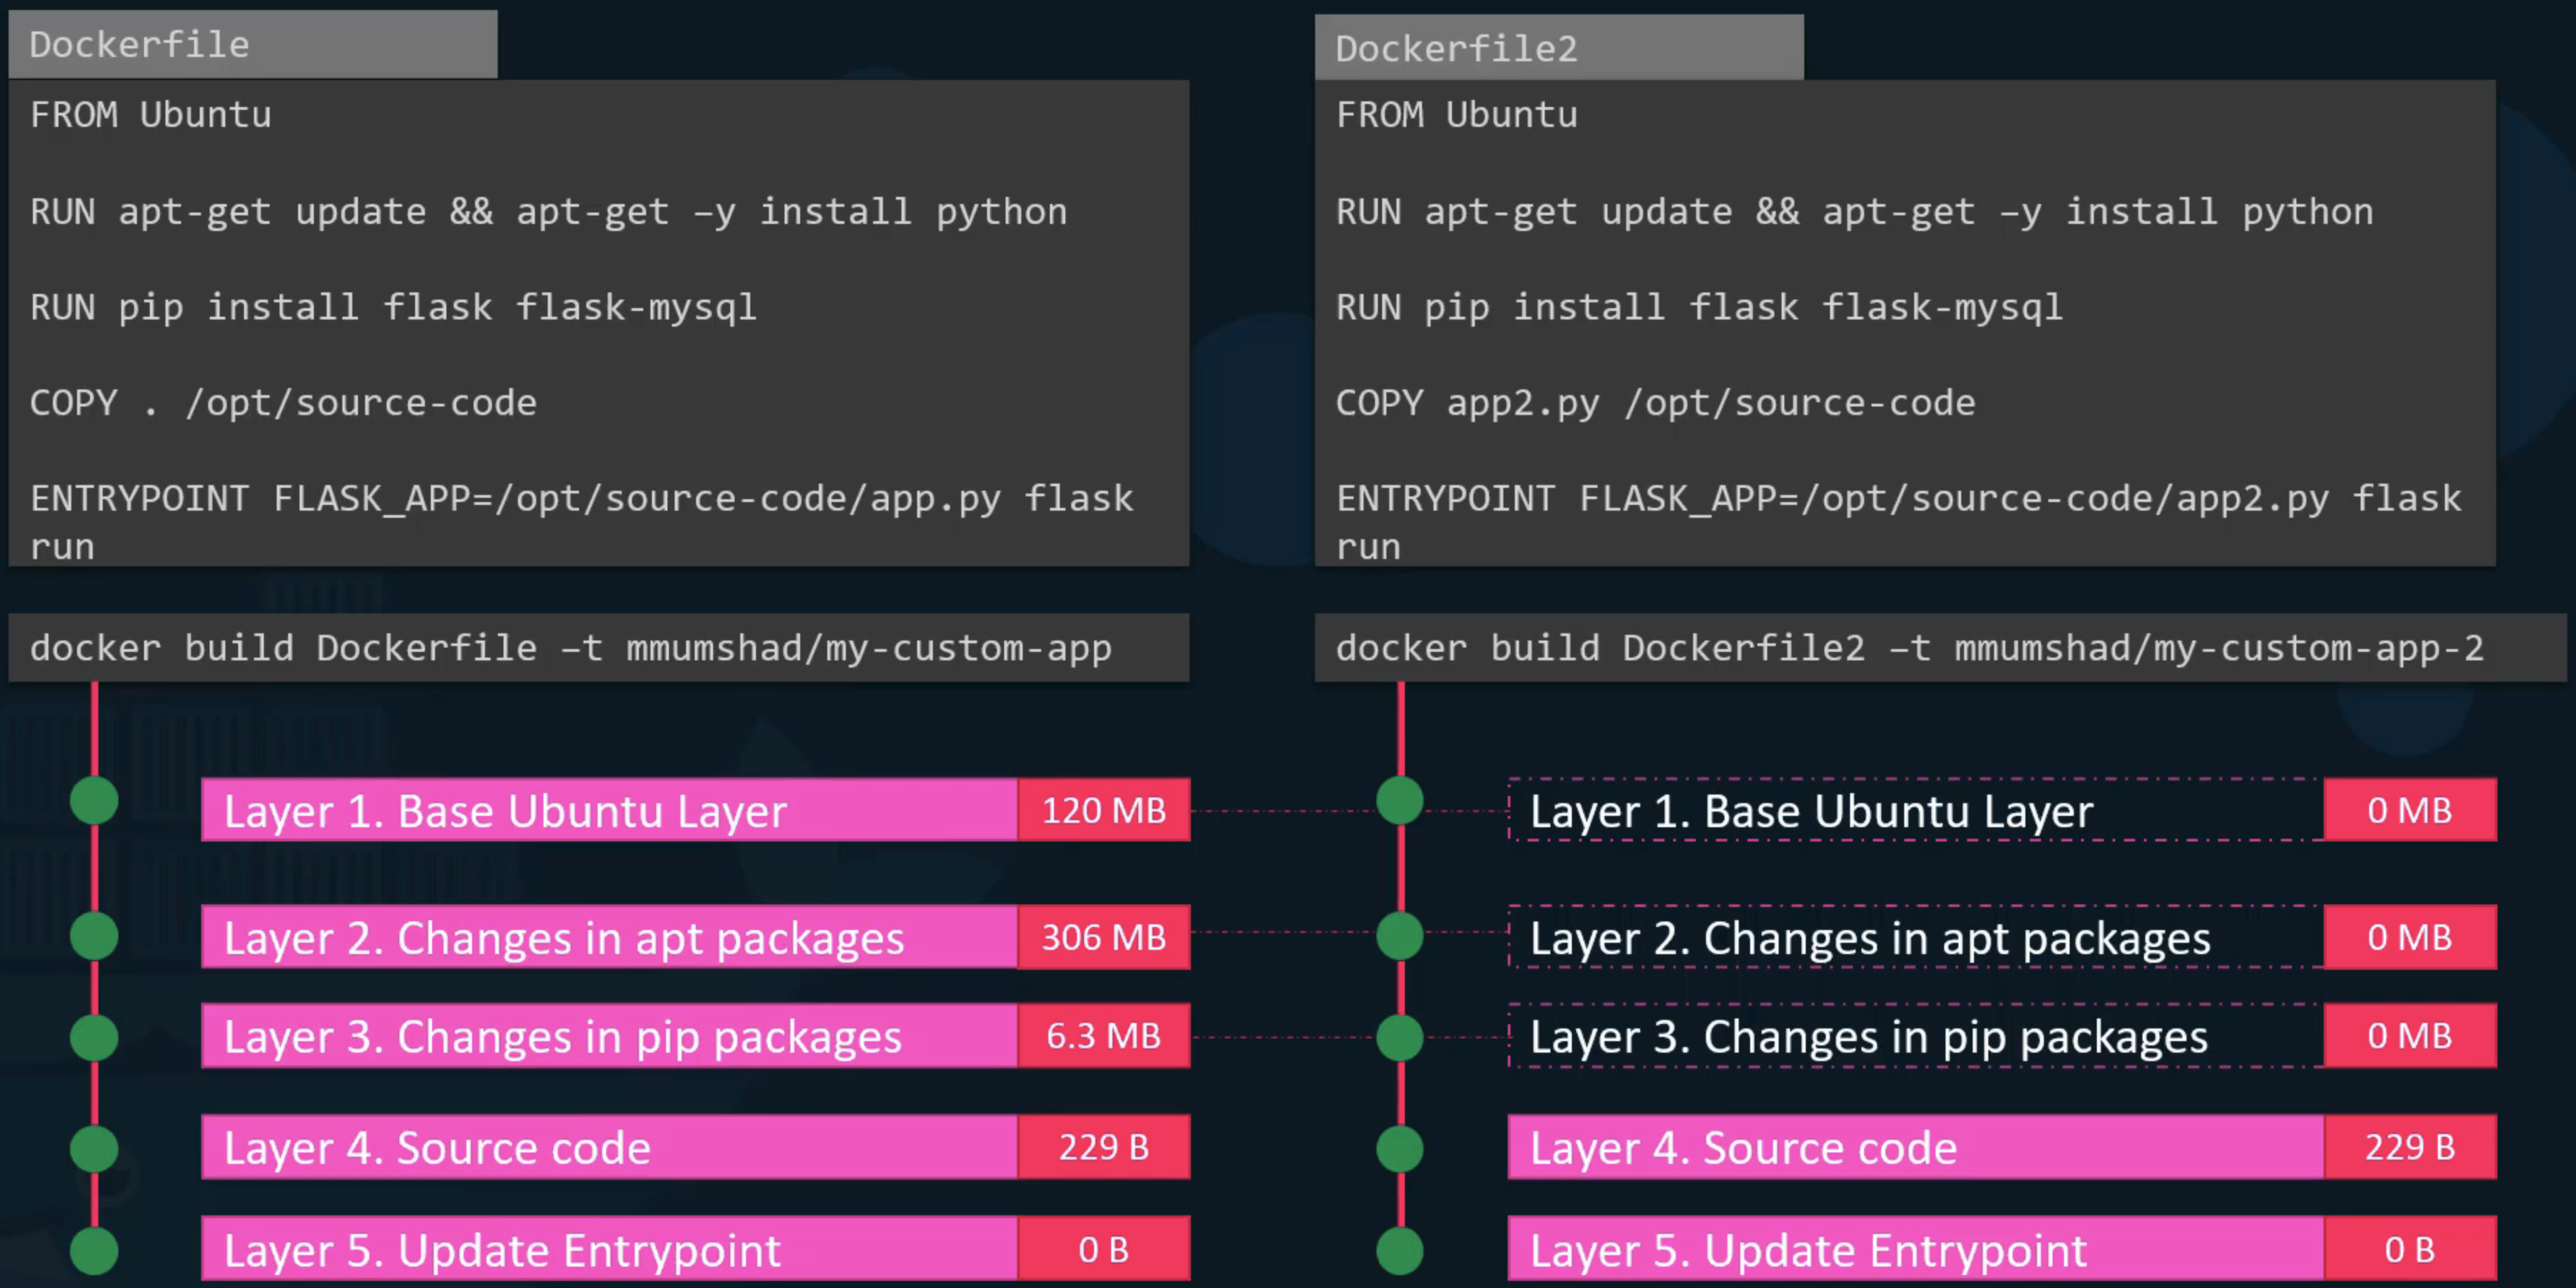 Dockerfile
FROM Ubuntu
RUN apt-get update && apt-get –y install python
RUN pip install flask flask-mysql
COPY . /opt/source-code
ENTRYPOINT FLASK_APP=/opt/source-code/app.py flask
run
docker build Dockerfile –t mmumshad/my-custom-app
Layer 1. Base Ubuntu Layer 120 MB
Layer 2. Changes in apt packages 306 MB
Layer 3. Changes in pip packages 6.3 MB
Layer 4. Source code 229 B
Layer 5. Update Entrypoint 0 B
Dockerfile2
FROM Ubuntu
RUN apt-get update && apt-get –y install python
RUN pip install flask flask-mysql
COPY app2.py /opt/source-code
ENTRYPOINT FLASK_APP=/opt/source-code/app2.py flask
run
docker build Dockerfile2 –t mmumshad/my-custom-app-2
Layer 1. Base Ubuntu Layer 0 MB
Layer 2. Changes in apt packages 0 MB
Layer 3. Changes in pip packages 0 MB
Layer 4. Source code 229 B
Layer 5. Update Entrypoint 0 B